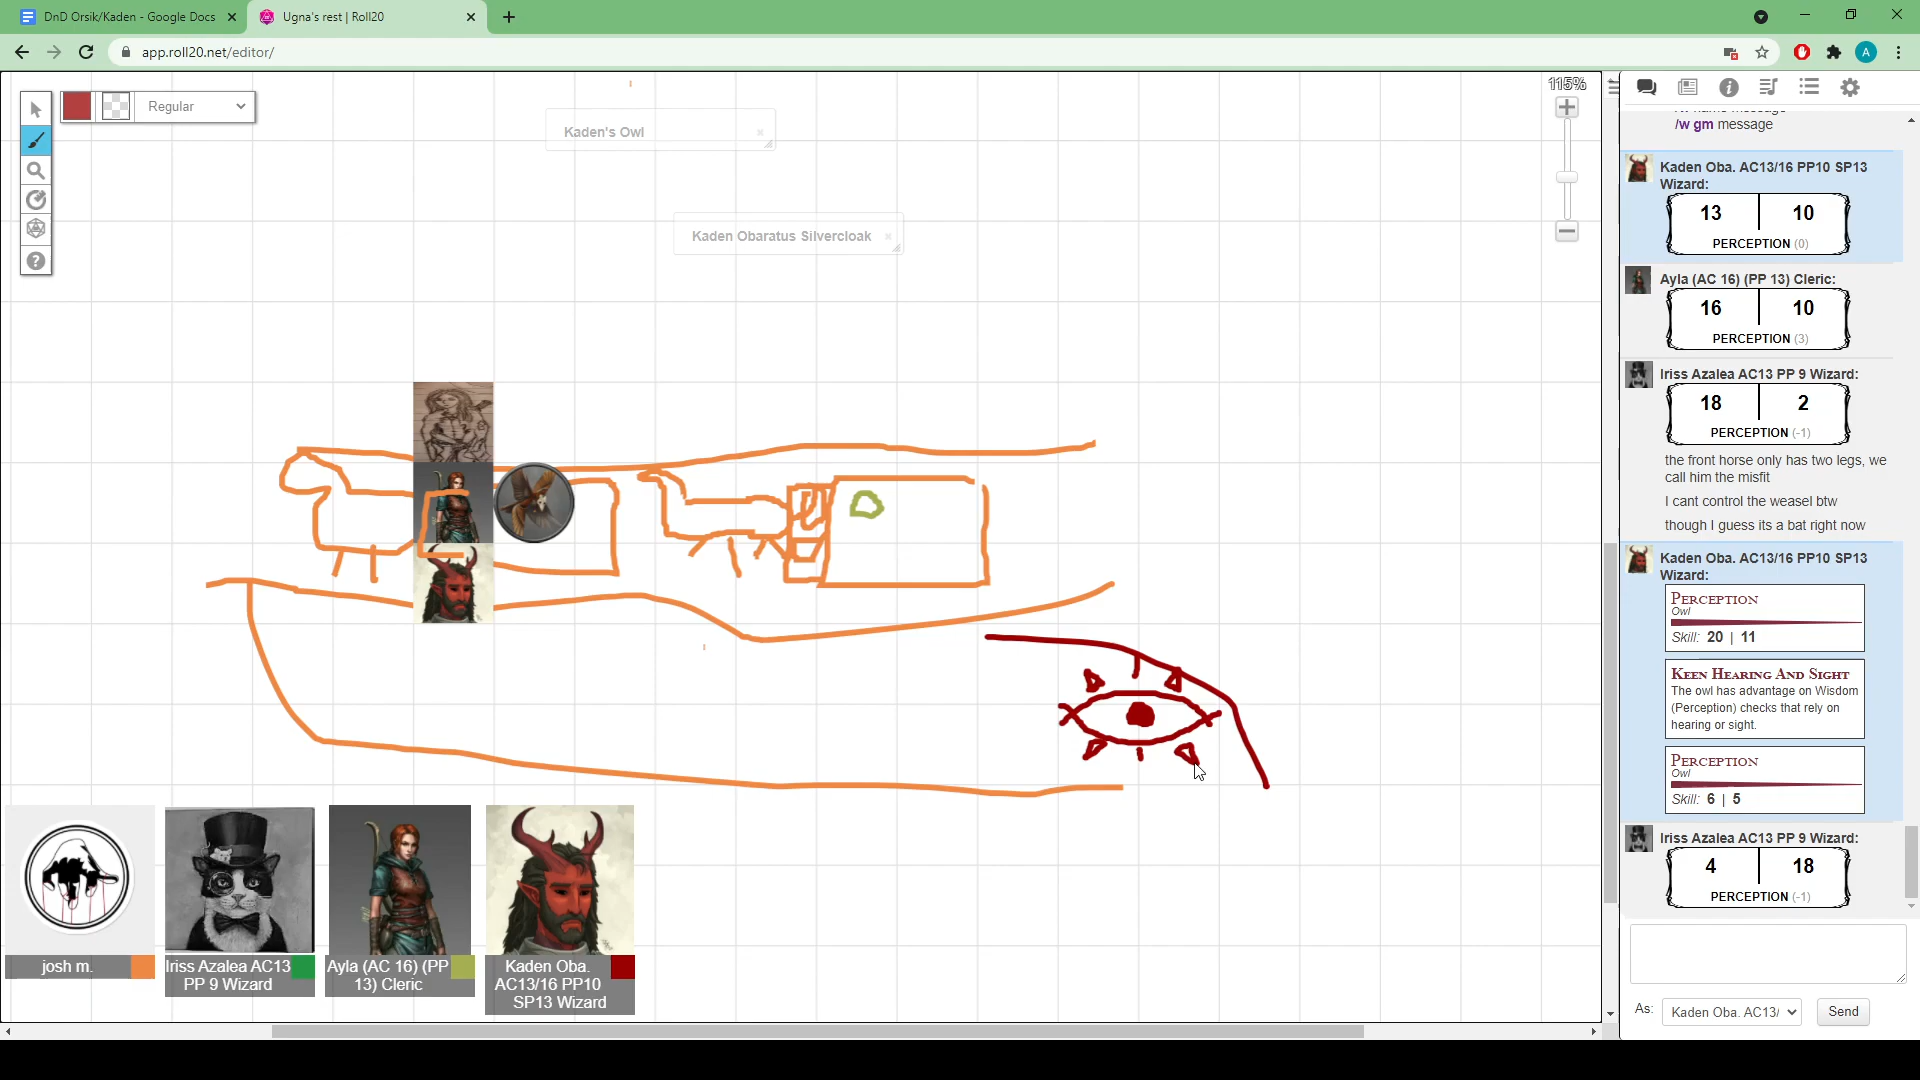 DnD Orsik/Kaden - Google Docs
Ugna's rest | Roll20
app.roll20.net/editor/
A
Regular
115%
Kaden's Owl
Kaden Obaratus Silvercloak
josh m.
Iriss Azalea AC13
PP 9 Wizard
Ayla (AC 16) (PP
13) Cleric
Kaden Oba.
AC13/16 PP10
SP13 Wizard
/w gm message
Kaden Oba. AC13/16 PP10 SP13
Wizard:
13 10
PERCEPTION (0)
Ayla (AC 16) (PP 13) Cleric:
16 10
PERCEPTION (3)
Iriss Azalea AC13 PP 9 Wizard:
18 2
PERCEPTION (-1)
the front horse only has two legs, we
call him the misfit
I cant control the weasel btw
though I guess its a bat right now
Kaden Oba. AC13/16 PP10 SP13
Wizard:
PERCEPTION
Owl
Skill: 20 | 11
KEEN HEARING AND SIGHT
The owl has advantage on Wisdom
(Perception) checks that rely on
hearing or sight.
PERCEPTION
Owl
Skill: 6 | 5
Iriss Azalea AC13 PP 9 Wizard:
4 18
PERCEPTION (-1)
As:
Kaden Oba. AC13/
Send